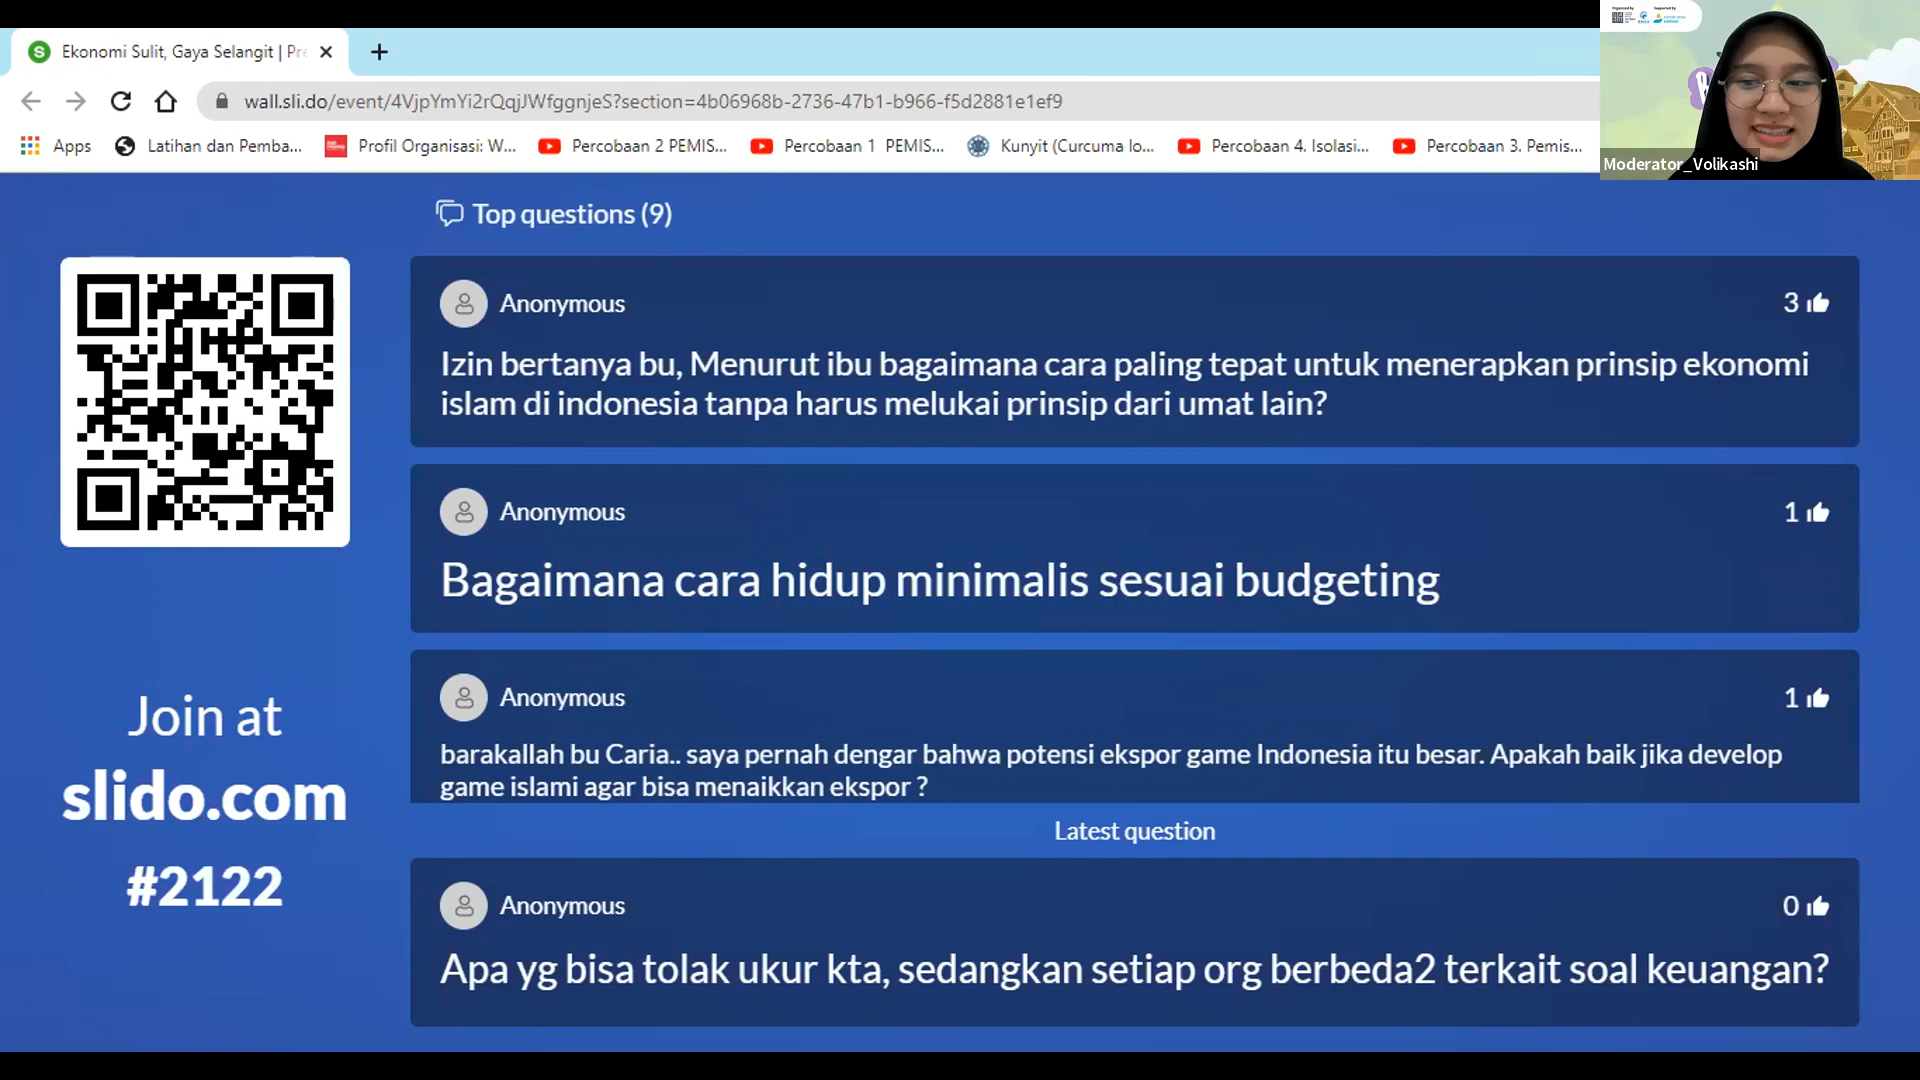 Ekonomi Sulit, Gaya Selangit | Pre
wall.sli.do/event/4VjpYmYi2rQqjJWfggnjeS?section=4b06968b-2736-47b1-b966-f5d2881e1ef9
Apps Latihan dan Pemba... Profil Organisasi: W... Percobaan 2 PEMIS... Percobaan 1 PEMIS... Kunyit (Curcuma lo... Percobaan 4. Isolasi... Percobaan 3. Pemis...
Organized by Supported by
Moderator_Volikashi
Top questions (9)
Anonymous 3
Izin bertanya bu, Menurut ibu bagaimana cara paling tepat untuk menerapkan prinsip ekonomi
islam di indonesia tanpa harus melukai prinsip dari umat lain?
Anonymous 1
Bagaimana cara hidup minimalis sesuai budgeting
Anonymous 1
barakallah bu Caria.. saya pernah dengar bahwa potensi ekspor game Indonesia itu besar. Apakah baik jika develop
game islami agar bisa menaikkan ekspor ?
Join at
slido.com
#2122
Latest question
Anonymous 0
Apa yg bisa tolak ukur kta, sedangkan setiap org berbeda2 terkait soal keuangan?